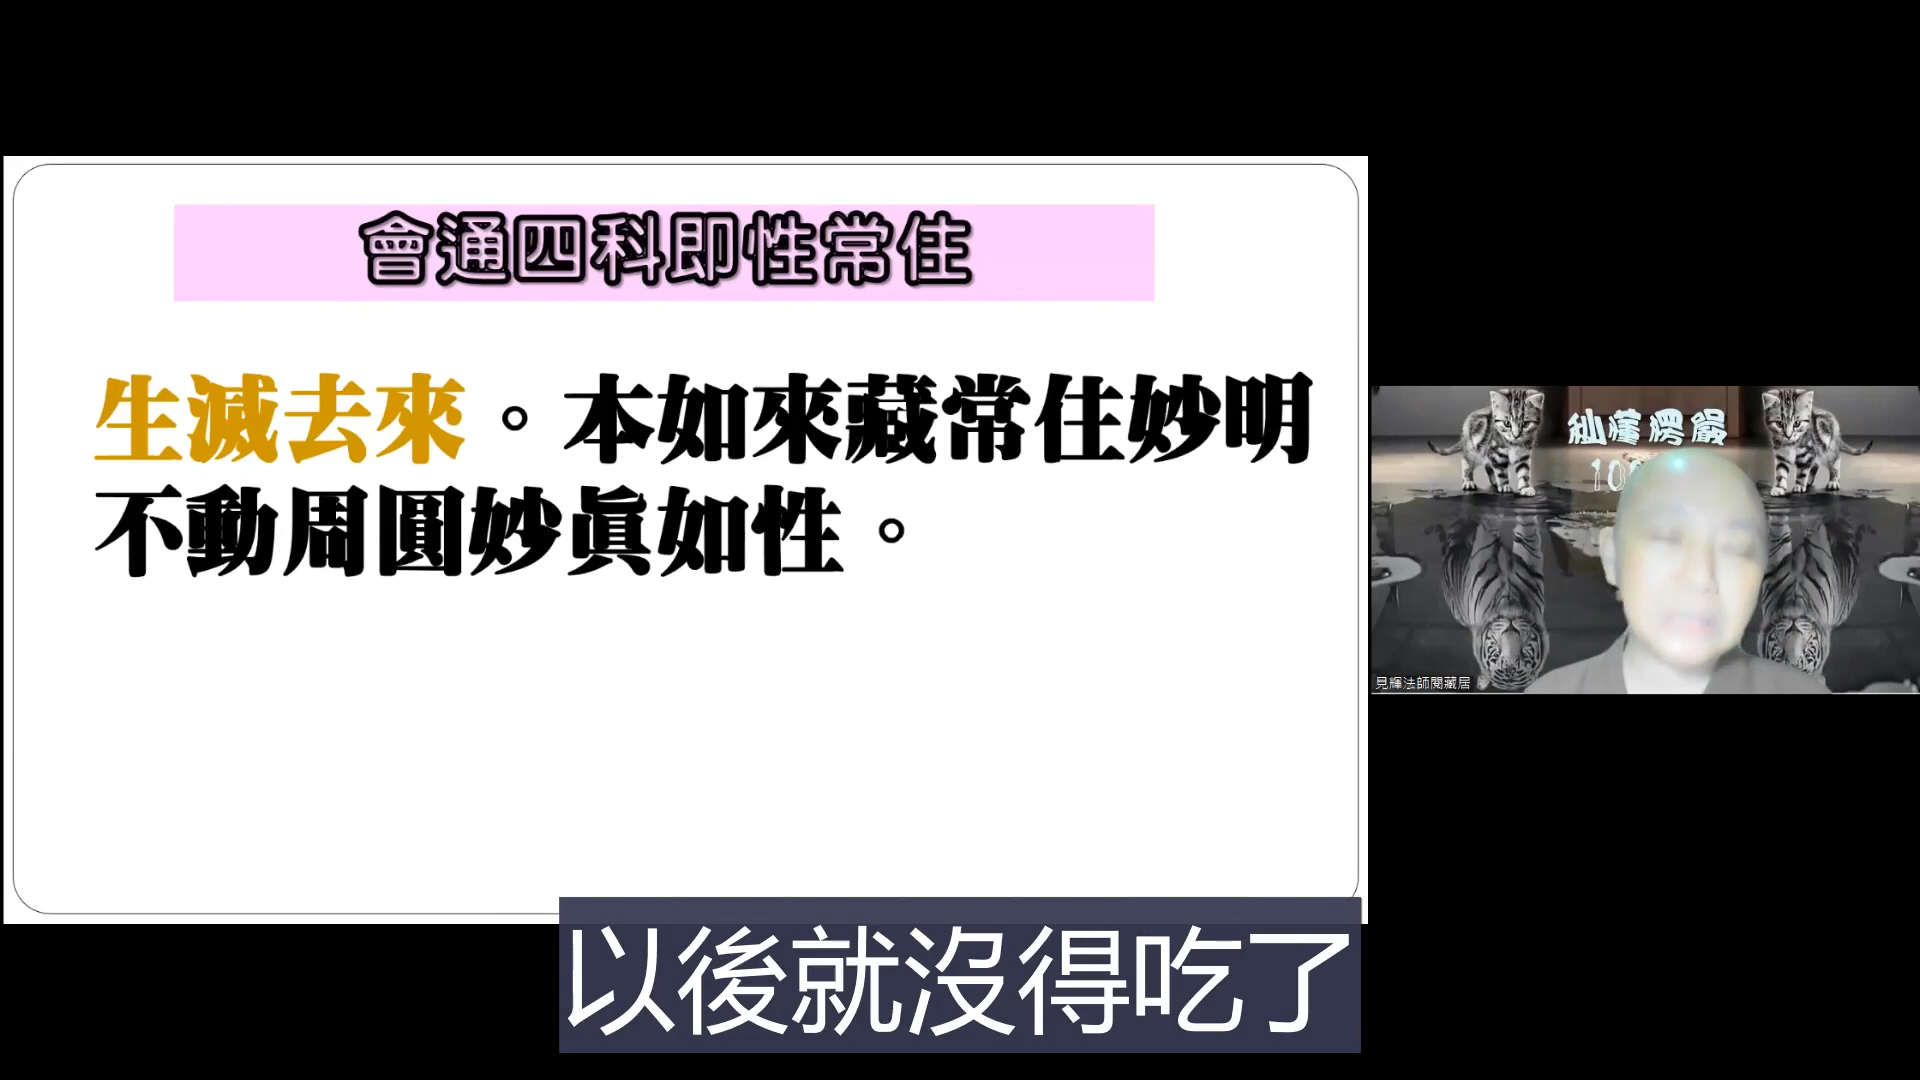 會通四科即性常住
生滅去來。本如來藏常住妙明
不動周圓妙眞如性。
秒懂楞嚴
見輝法師閱藏居
以後就沒得吃了